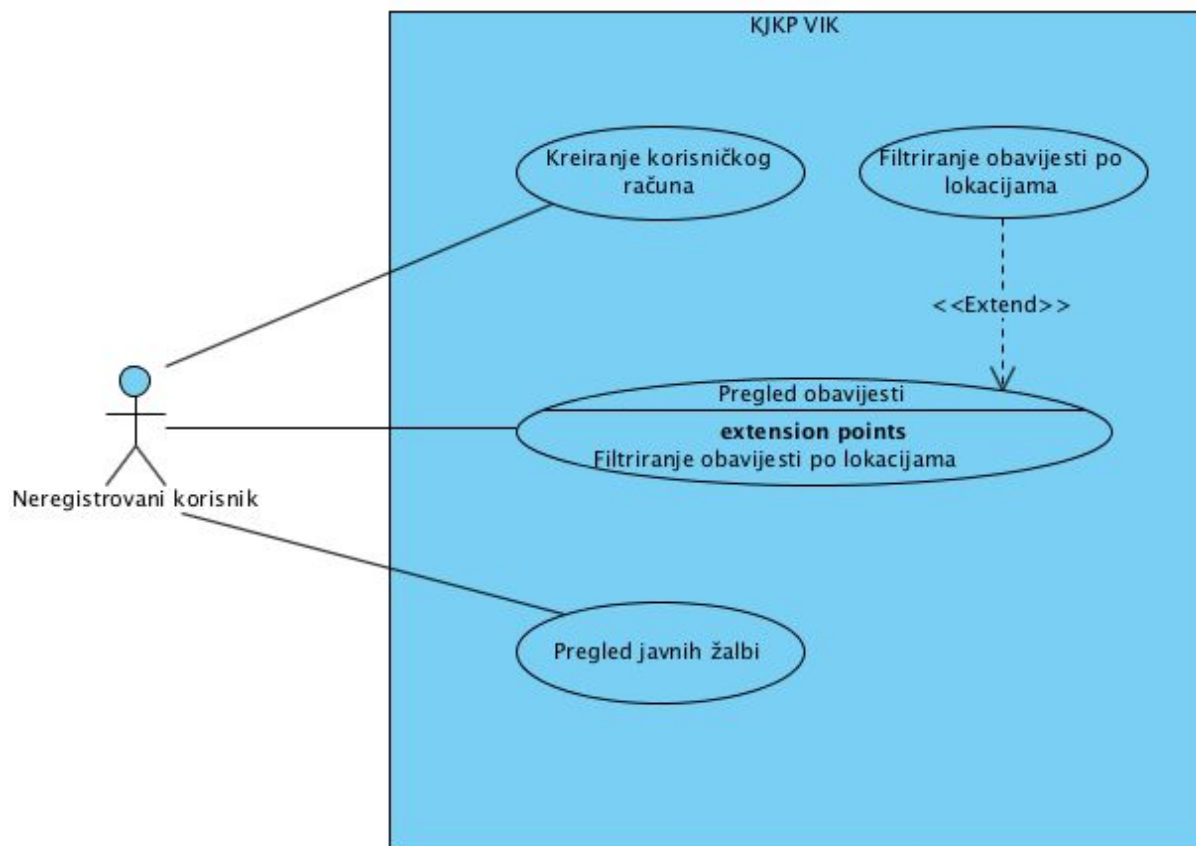 KJKP VIK
Kreiranje korisničkog
računa
Filtriranje obavijesti po
lokacijama
<<Extend>>
Pregled obavijesti
extension points
Filtriranje obavijesti po lokacijama
Neregistrovani korisnik
Pregled javnih žalbi